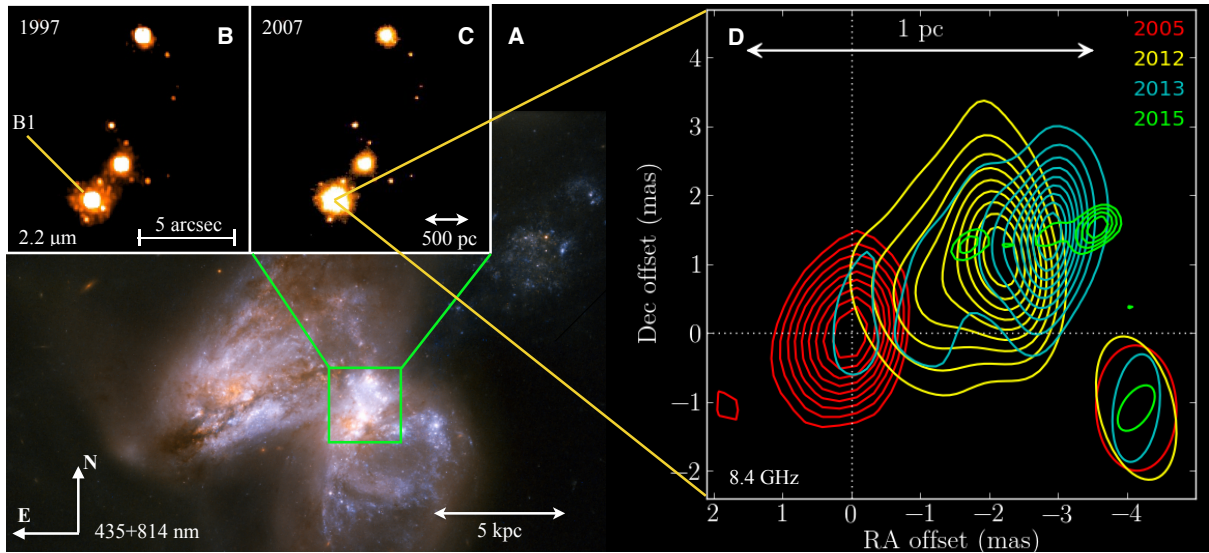 1997
B
B1
2.2 μm
5 arcsec
2007
C
500 pc
A
N
E
435+814 nm
5 kpc
D
1 pc
2005
2012
2013
2015
Dec offset (mas)
4
3
2
1
0
−1
−2
8.4 GHz
2 1 0 −1 −2 −3 −4
RA offset (mas)